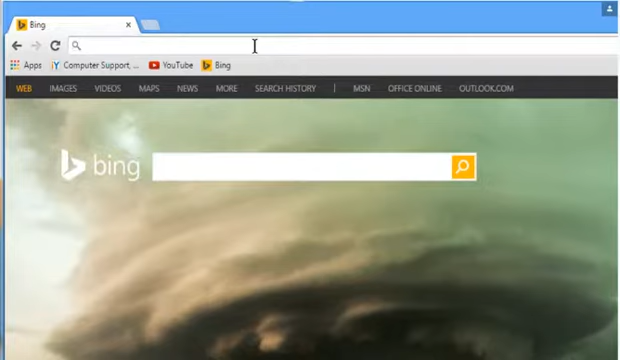 Bing
Apps Computer Support, ... YouTube Bing
WEB IMAGES VIDEOS MAPS NEWS MORE SEARCH HISTORY | MSN OFFICE ONLINE OUTLOOK.COM
bing